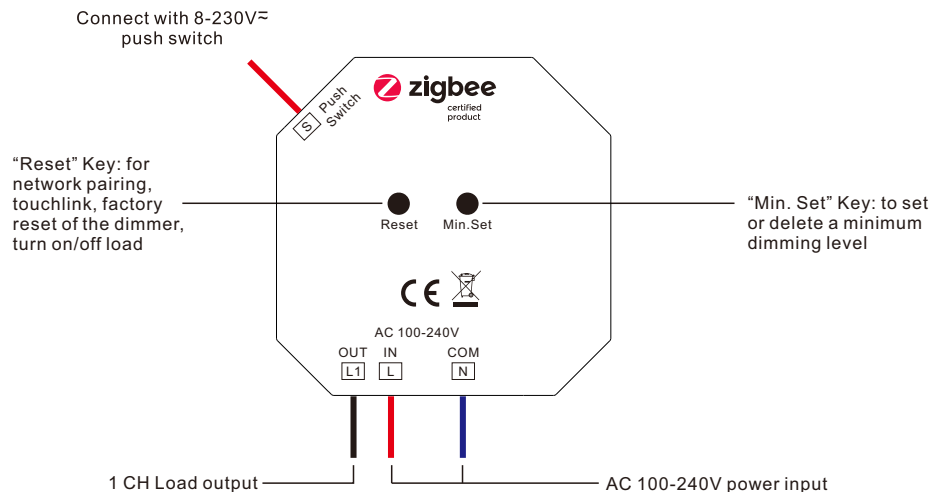 Connect with 8-230V⎓
push switch
zigbee
certified
product
S
Push
Switch
“Reset” Key: for
network pairing,
touchlink, factory
reset of the dimmer,
turn on/off load
Reset
Min.Set
“Min. Set” Key: to set
or delete a minimum
dimming level
CE
AC 100-240V
OUT IN COM
L1 L N
1 CH Load output
AC 100-240V power input